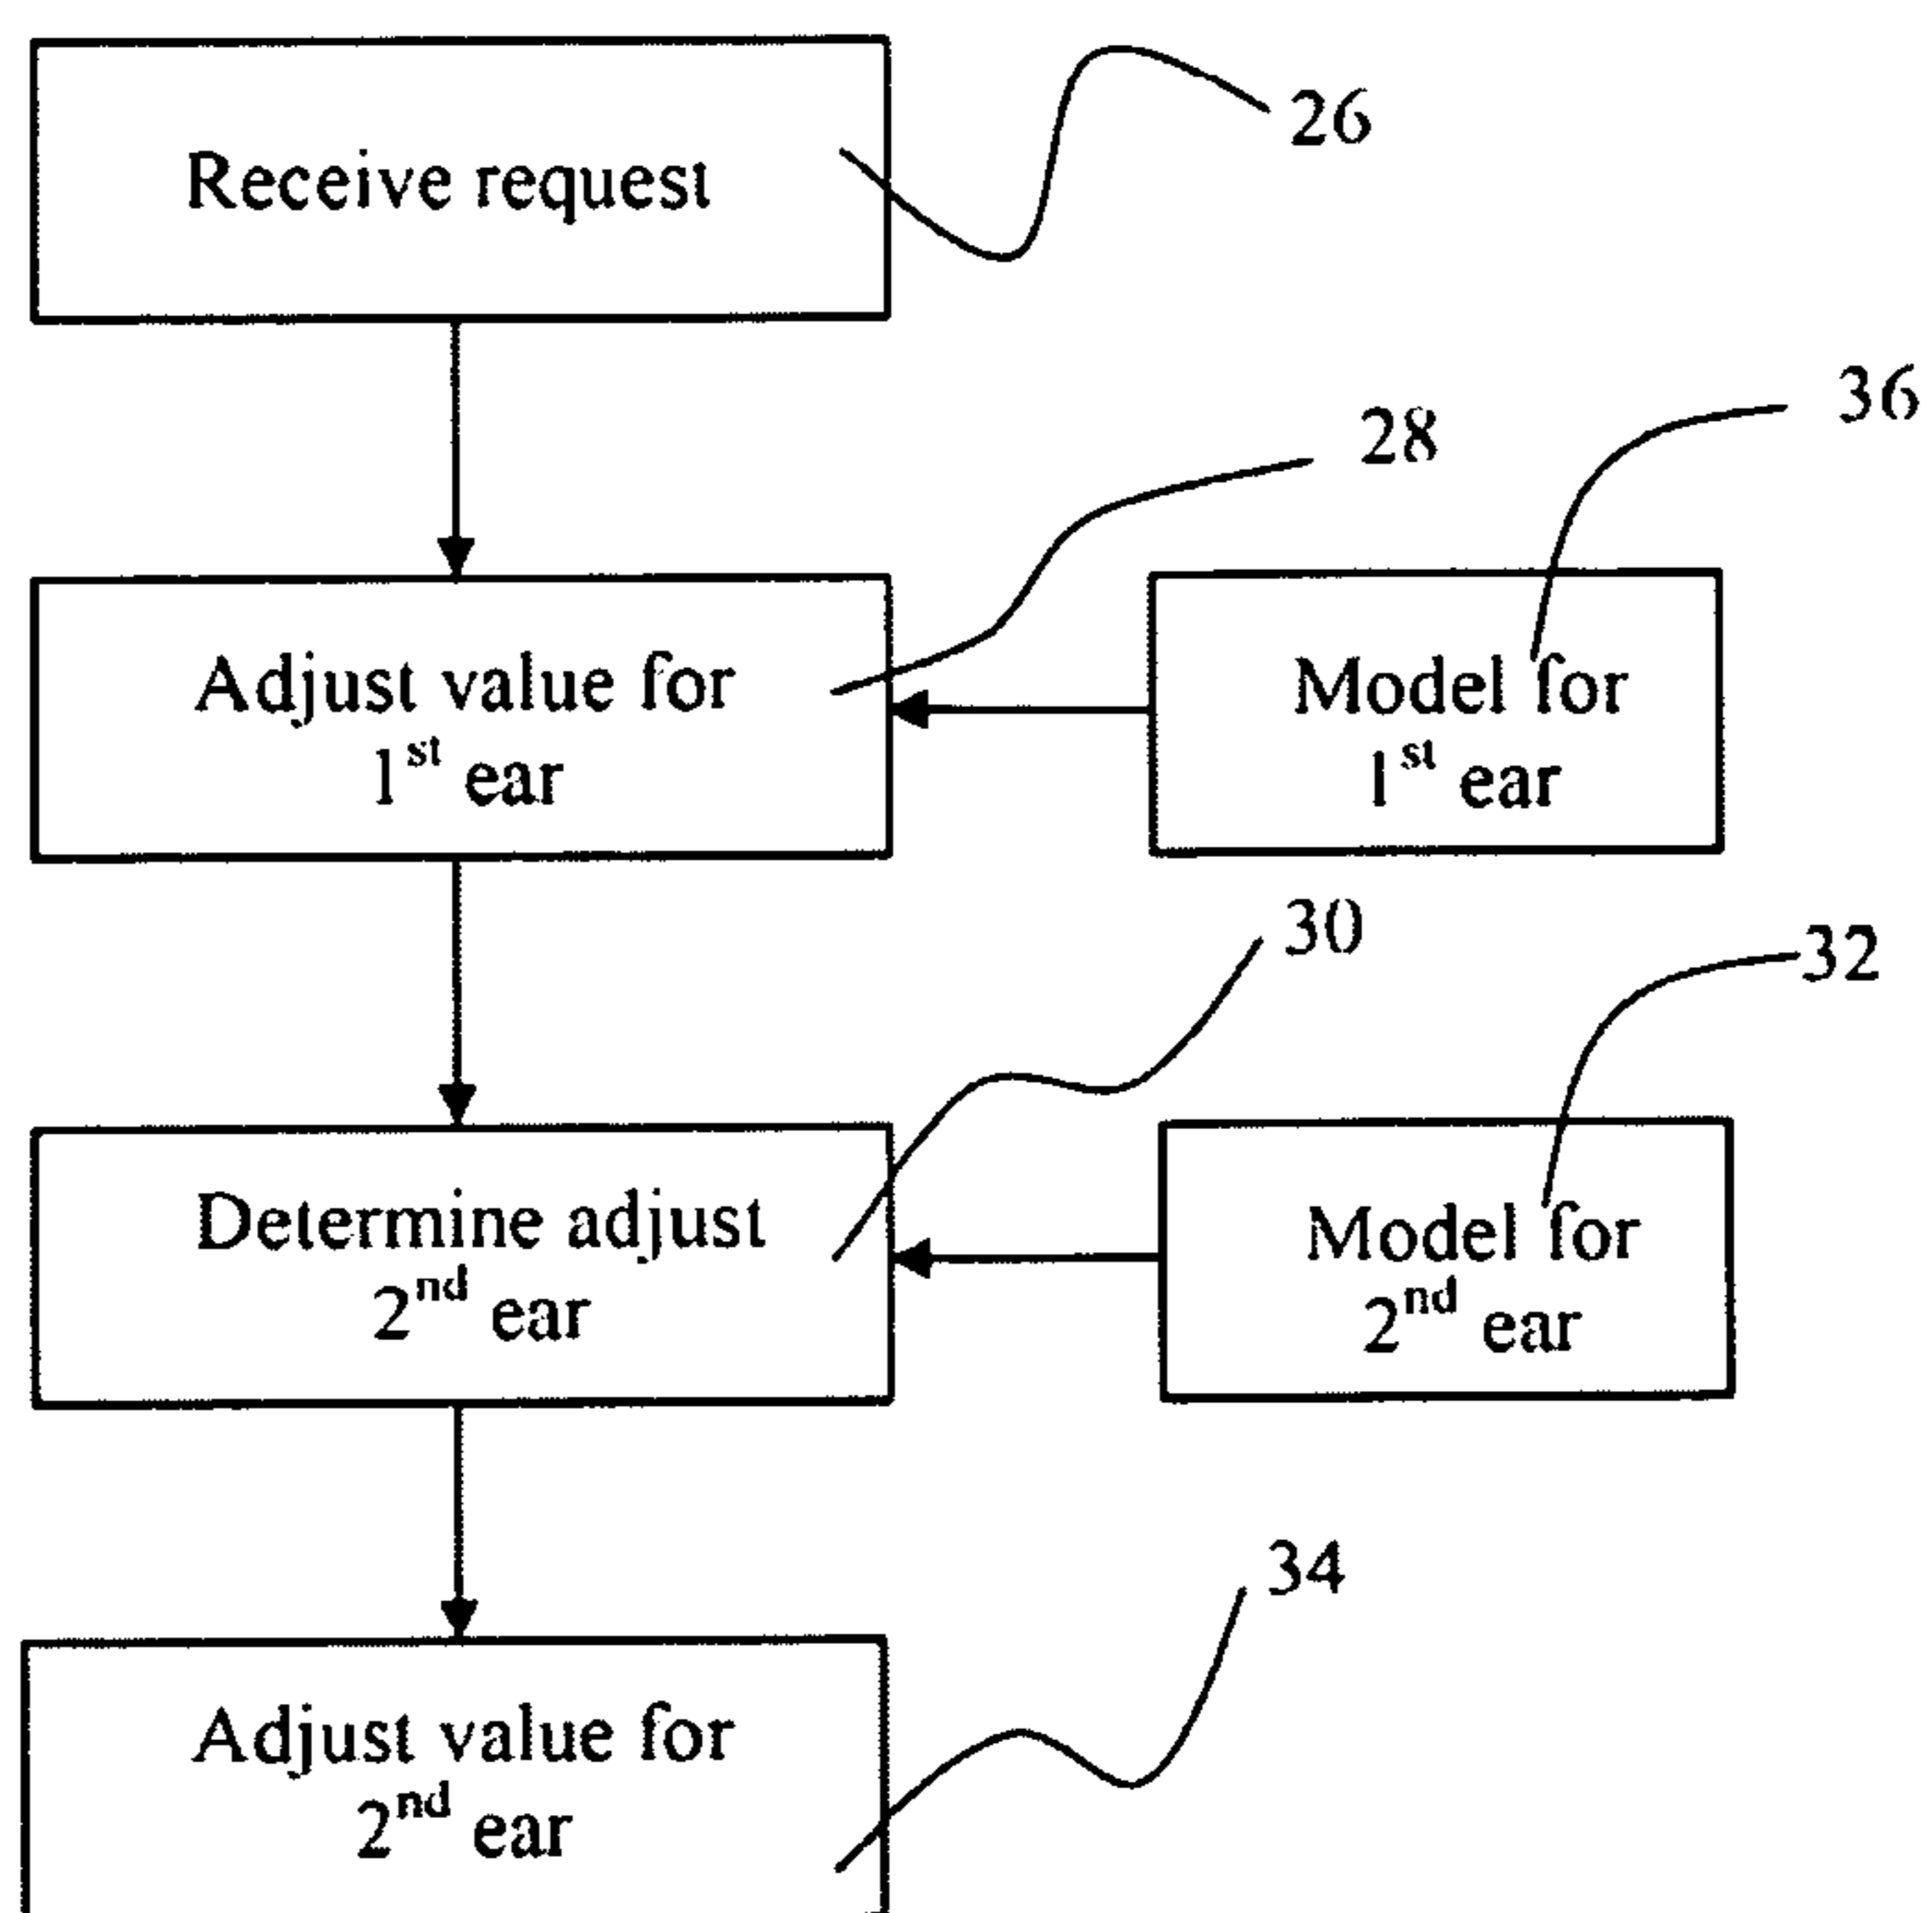 Receive request
26
36
28
Adjust value for
1st ear
Model for
1st ear
30
32
Determine adjust
2nd ear
Model for
2nd ear
34
Adjust value for
2nd ear